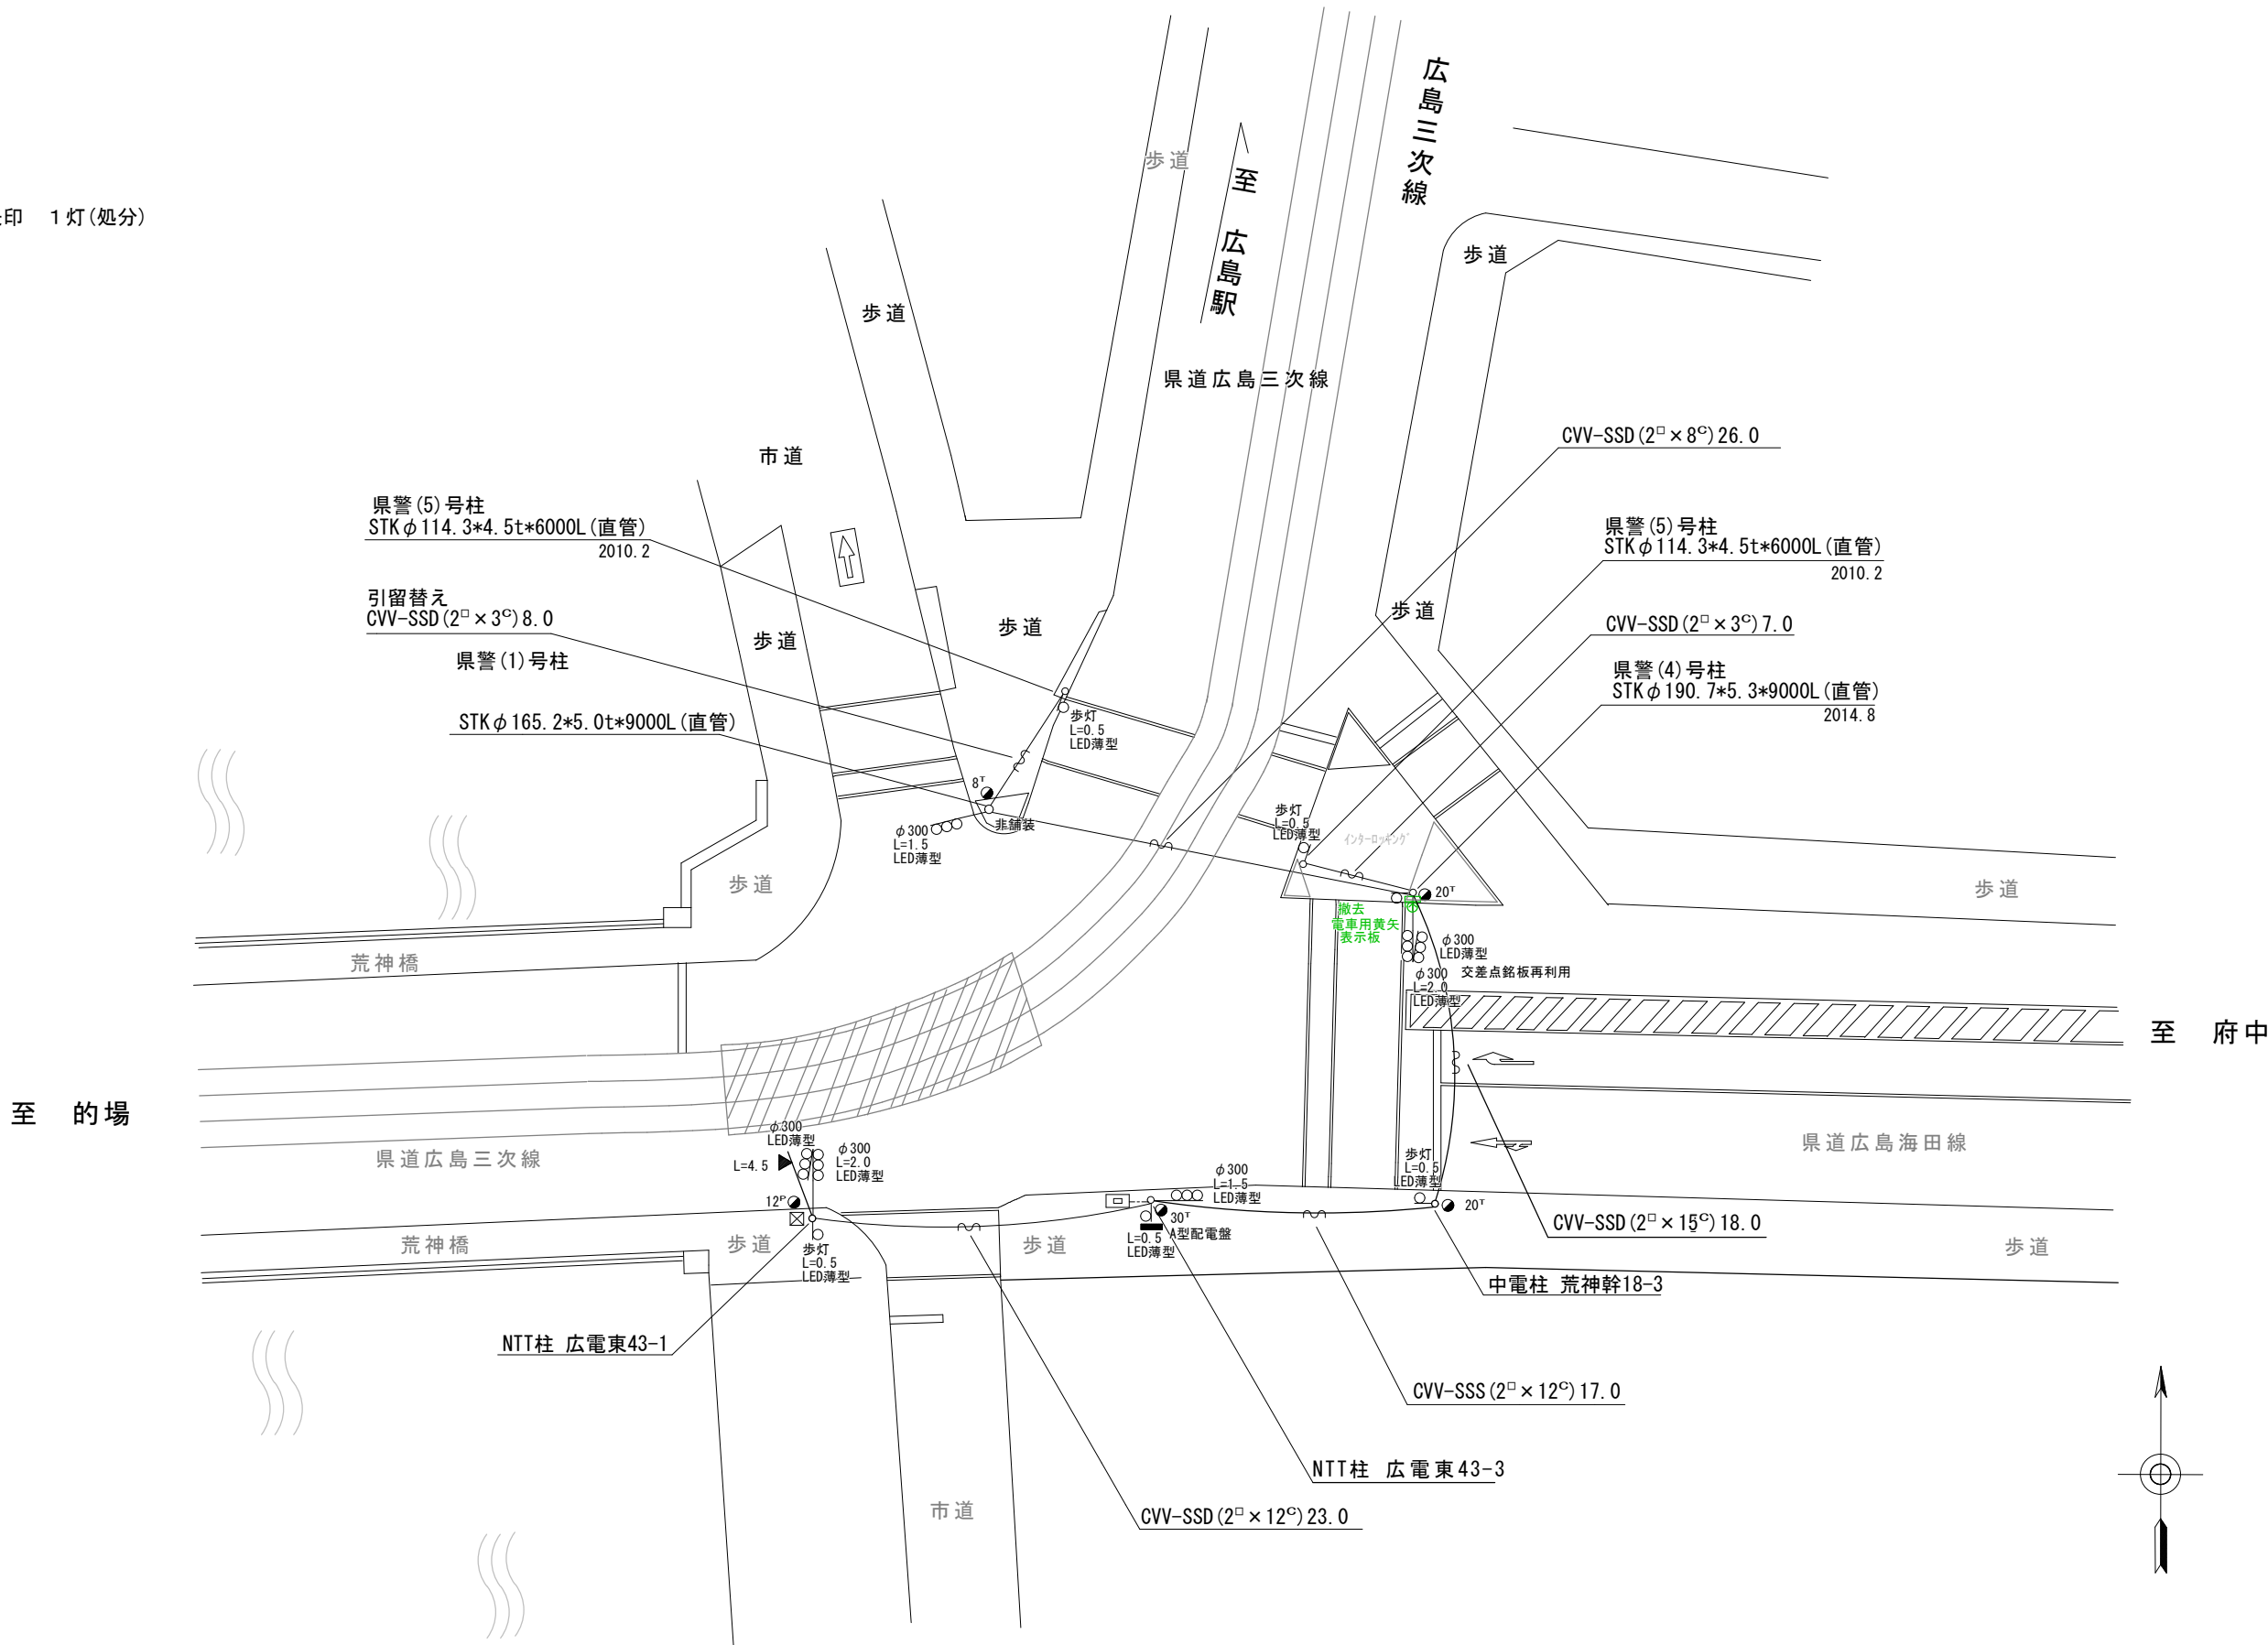 広島三次線
歩道
至 広島駅
印 1灯(処分)
歩道
歩道
県道広島三次線
市道
CVV-SSD(2□×8C)26.0
県警(5)号柱
STKφ114.3*4.5t*6000L(直管)
2010.2
県警(5)号柱
STKφ114.3*4.5t*6000L(直管)
2010.2
引留替え
CVV-SSD(2□×3C)8.0
歩道
歩道
歩道
CVV-SSD(2□×3C)7.0
県警(1)号柱
県警(4)号柱
STKφ190.7*5.3*9000L(直管)
2014.8
STKφ165.2*5.0t*9000L(直管)
歩灯
L=0.5
LED薄型
8T
非舗装
φ300
L=1.5
LED薄型
歩灯
L=0.5
LED薄型
インターロッキング
歩道
歩道
20T
撤去
電車用黄矢
表示板
φ300
LED薄型
交差点銘板再利用
φ300
L=2.0
LED薄型
荒神橋
至 府中
至 的場
県道広島三次線
県道広島海田線
φ300
LED薄型
L=4.5
φ300
L=2.0
LED薄型
12P
歩灯
L=0.5
LED薄型
φ300
L=1.5
LED薄型
30T
A型配電盤
L=0.5
LED薄型
歩灯
L=0.5
LED薄型
20T
CVV-SSD(2□×15C)18.0
荒神橋
歩道
歩道
歩道
中電柱 荒神幹18-3
NTT柱 広電東43-1
CVV-SSS(2□×12C)17.0
NTT柱 広電東43-3
市道
CVV-SSD(2□×12C)23.0